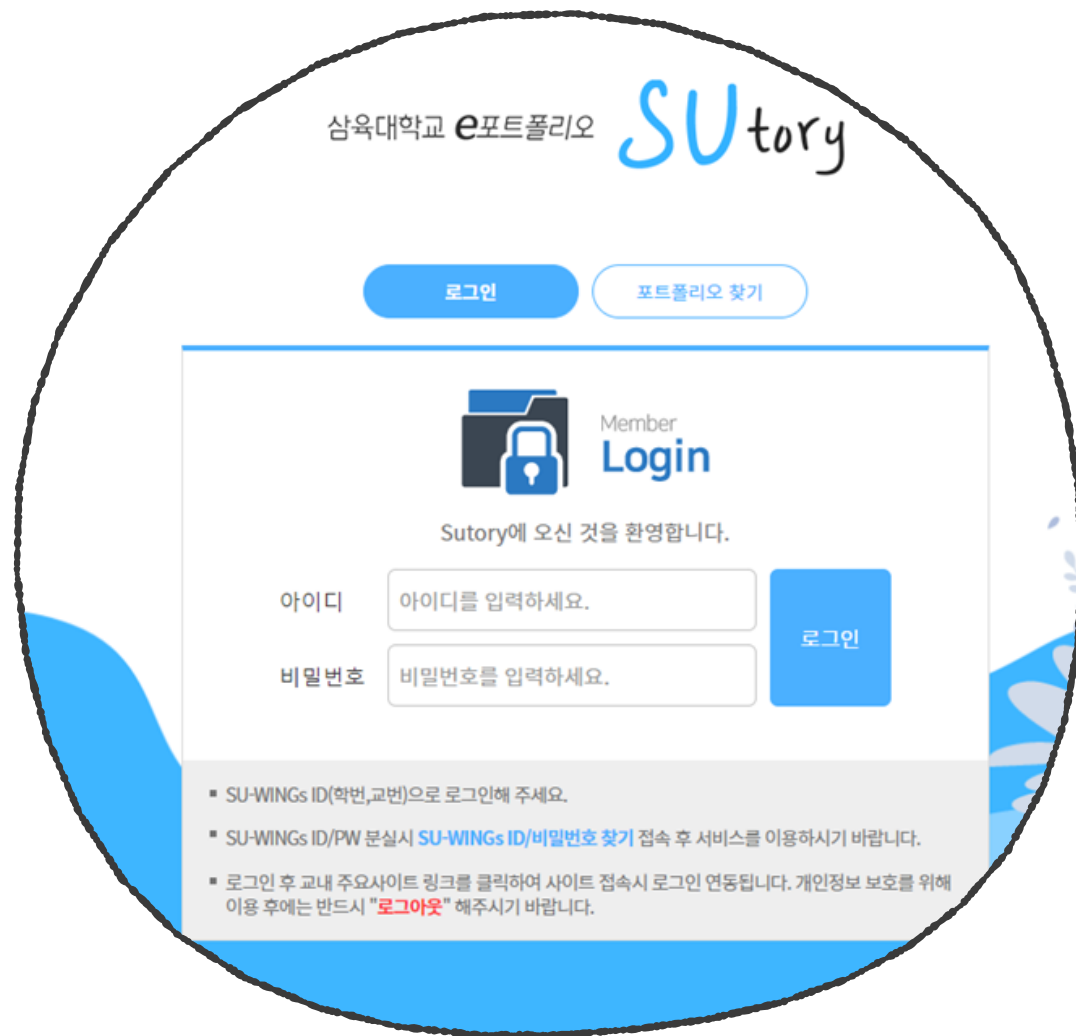 삼육대학교 e포트폴리오 SUtory
로그인 포트폴리오 찾기
Member
Login
Sutory에 오신 것을 환영합니다.
아이디 아이디를 입력하세요.
로그인
비밀번호 비밀번호를 입력하세요.
▪ SU-WINGs ID(학번,교번)으로 로그인해 주세요.
▪ SU-WINGs ID/PW 분실시 SU-WINGs ID/비밀번호 찾기 접속 후 서비스를 이용하시기 바랍니다.
▪ 로그인 후 교내 주요사이트 링크를 클릭하여 사이트 접속시 로그인 연동됩니다. 개인정보 보호를 위해
이용 후에는 반드시 "로그아웃" 해주시기 바랍니다.